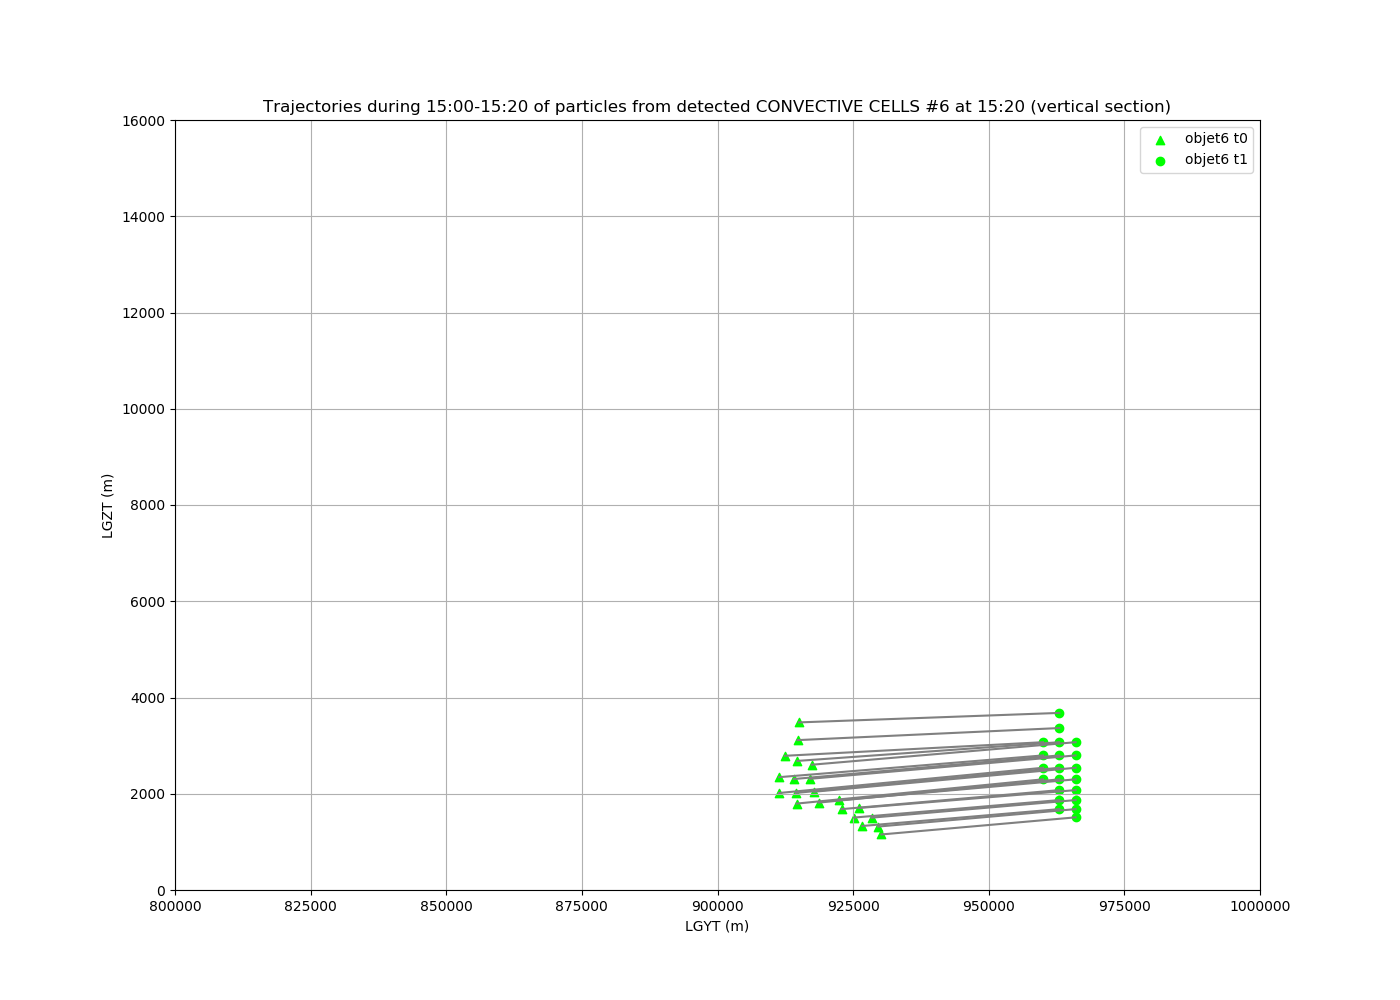 Trajectories during 15:00-15:20 of particles from detected CONVECTIVE CELLS #6 at 15:20 (vertical section)
objet6 t0
objet6 t1
16000
14000
12000
10000
8000
6000
4000
2000
0
LGZT (m)
800000 825000 850000 875000 900000 925000 950000 975000 1000000
LGYT (m)